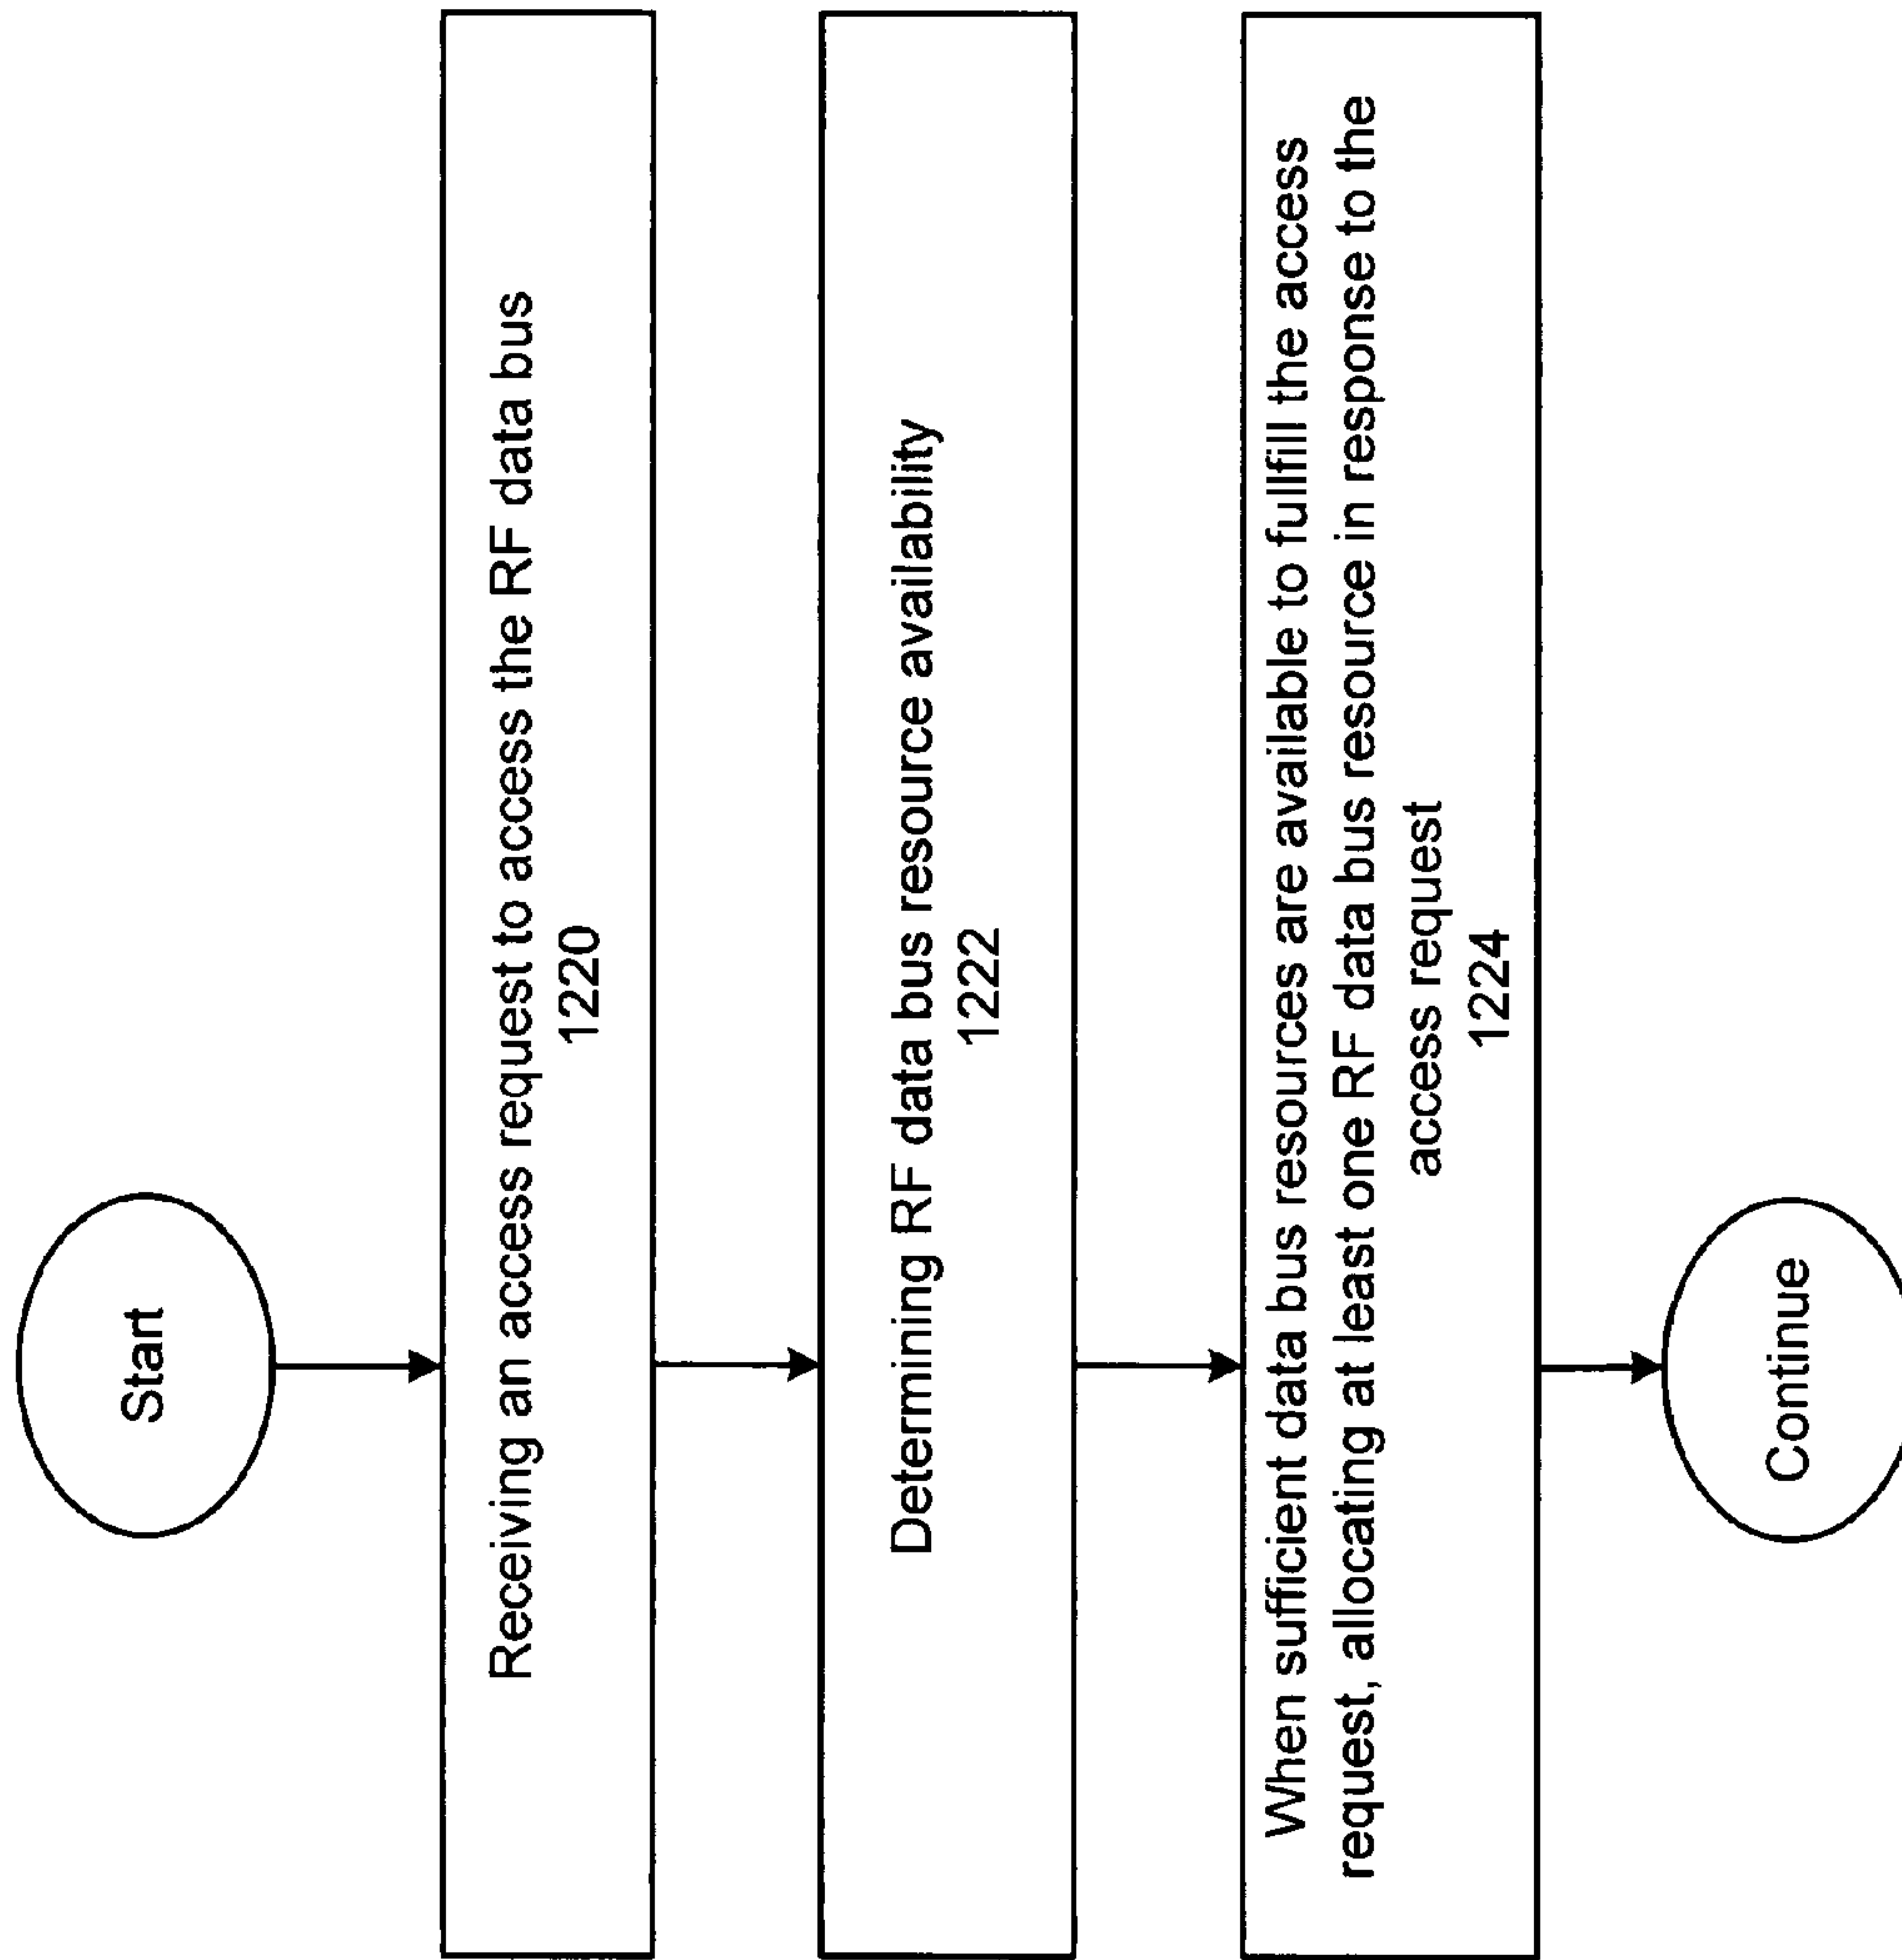 Start
Receiving an access request to access the RF data bus
1220
Determining RF data bus resource availability
1222
When sufficient data bus resources are available to fullfill the access
request, allocating at least one RF data bus resource in response to the
access request
1224
Continue